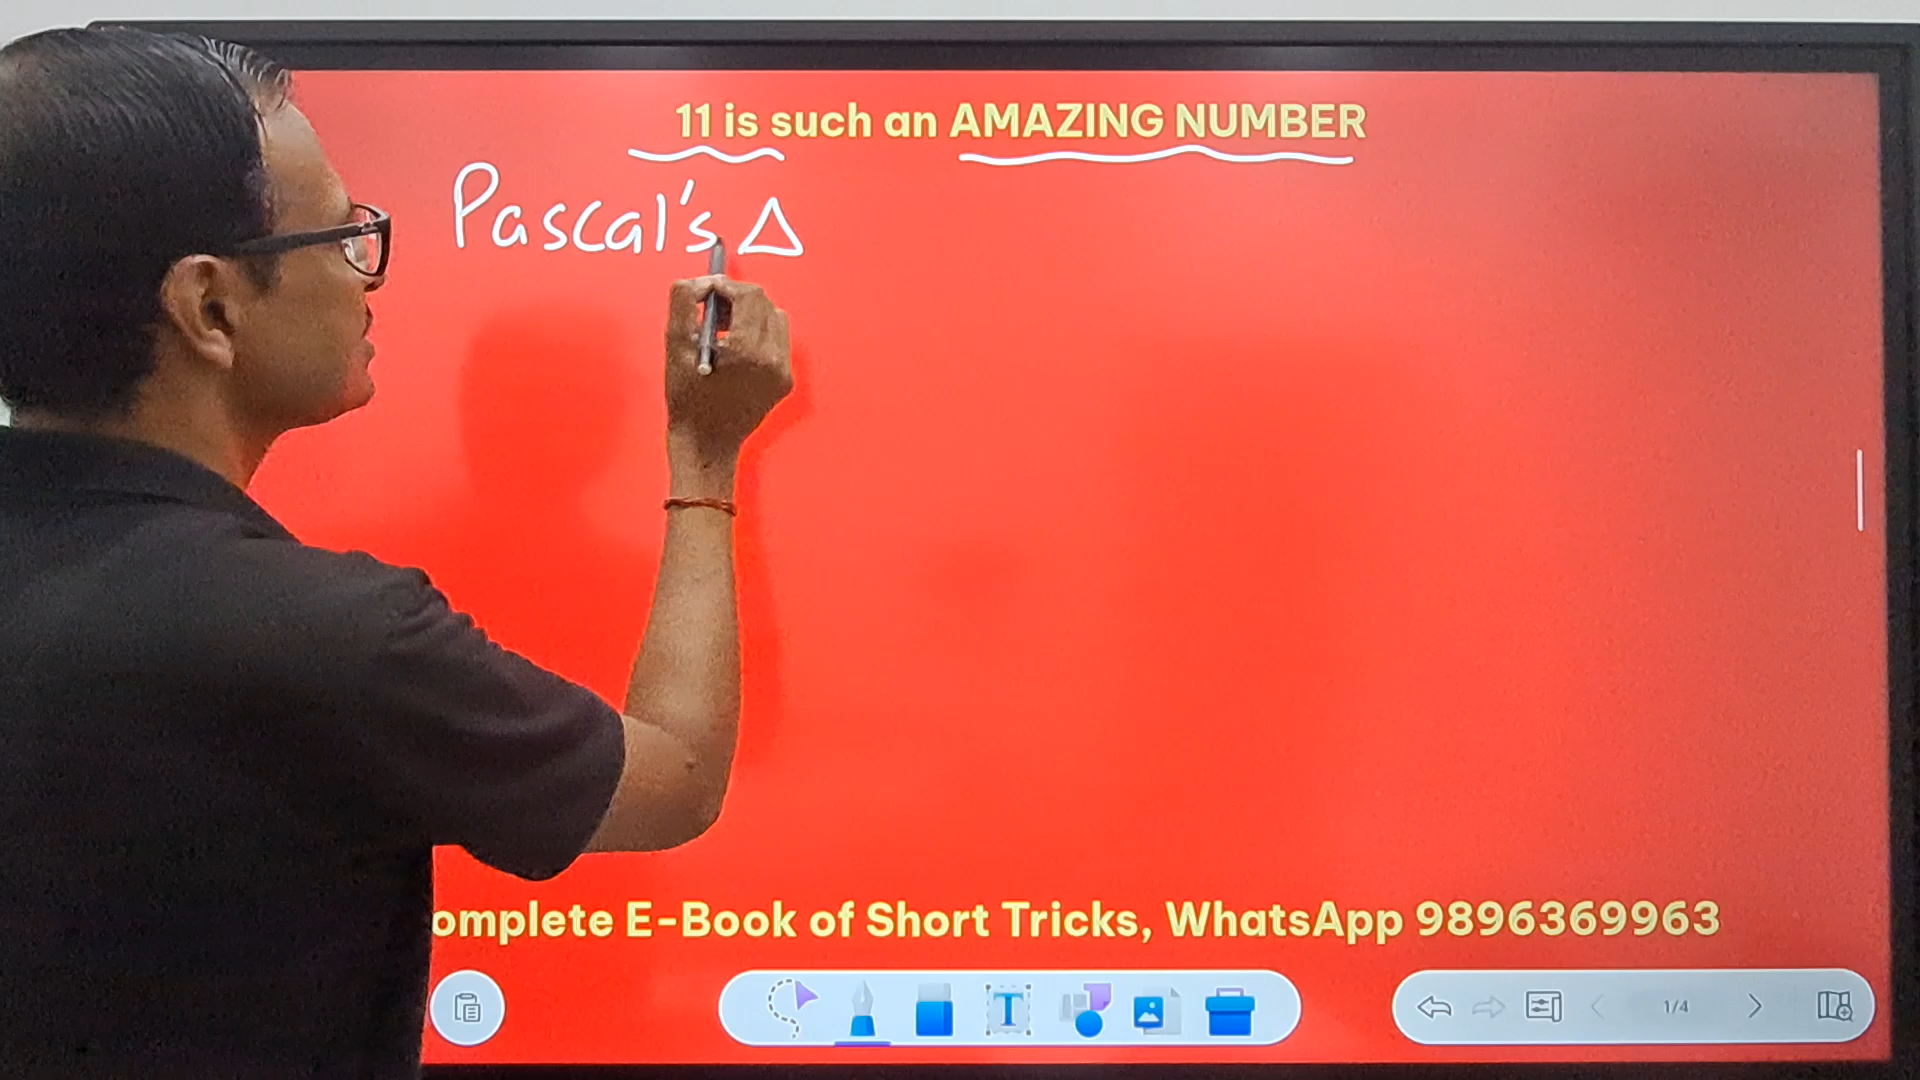 11 is such an AMAZING NUMBER
Pascal's Δ
omplete E-Book of Short Tricks, WhatsApp 9896369963
T
1/4